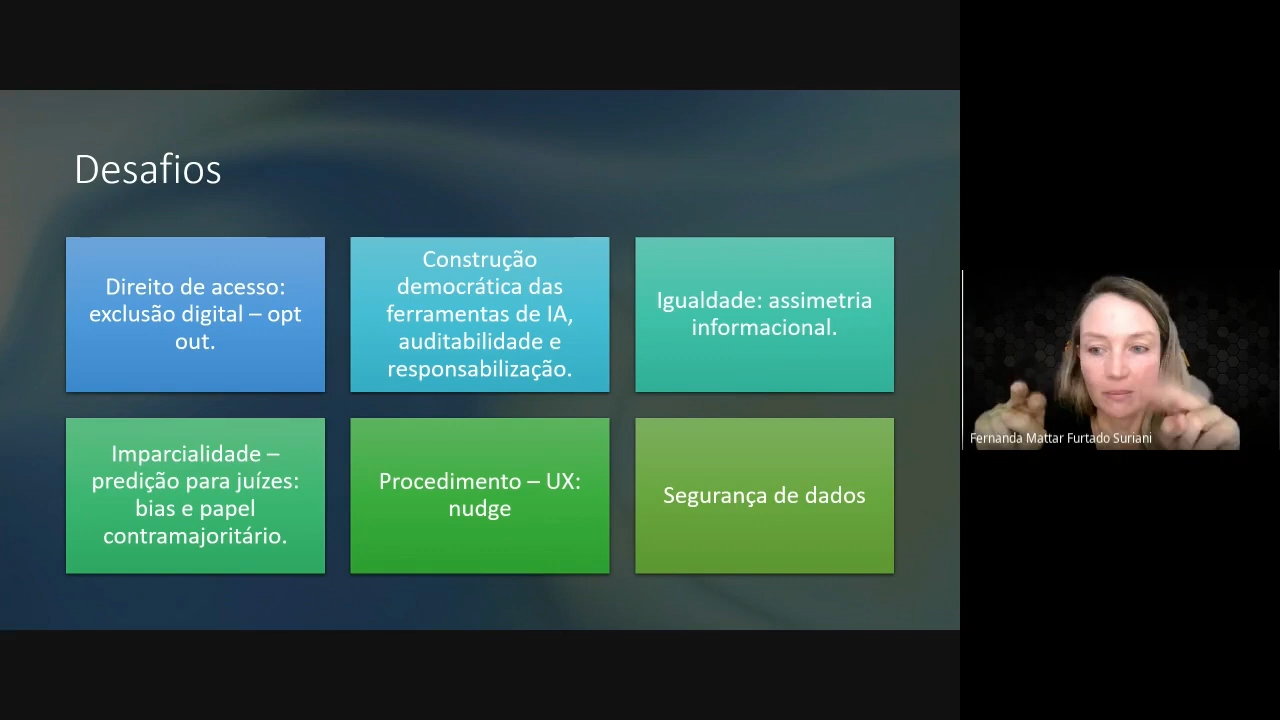 Desafios
Direito de acesso:
exclusão digital – opt
out.
Construção
democrática das
ferramentas de IA,
auditabilidade e
responsabilização.
Igualdade: assimetria
informacional.
Imparcialidade –
predição para juízes:
bias e papel
contramajoritário.
Procedimento – UX:
nudge
Segurança de dados
Fernanda Mattar Furtado Suriani